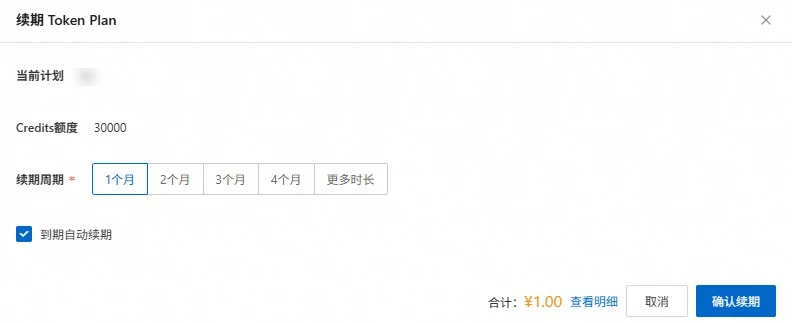 续期 Token Plan
当前计划
Credits额度 30000
续期周期 * 1个月 2个月 3个月 4个月 更多时长
到期自动续期
合计： ¥1.00 查看明细 取消 确认续期